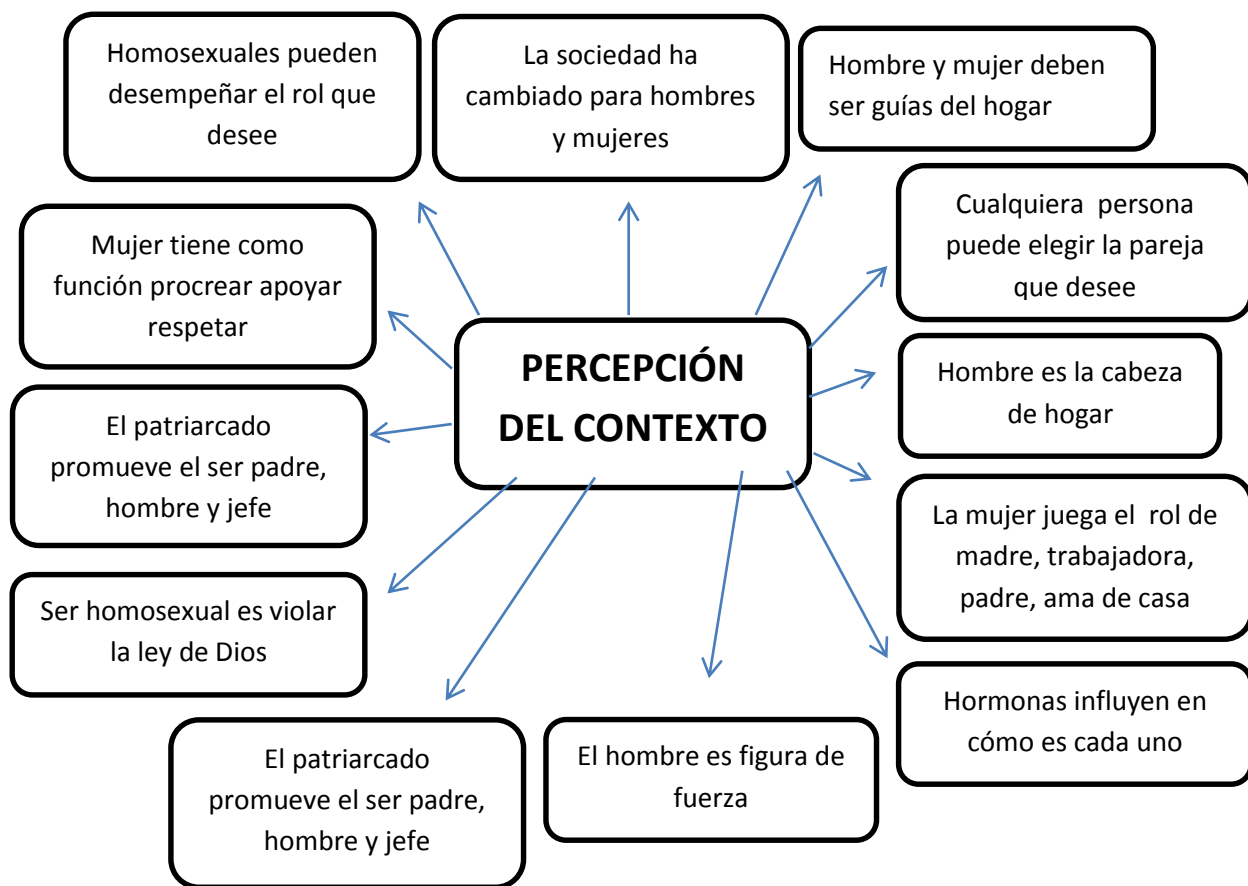 Homosexuales pueden
desempeñar el rol que
desee
La sociedad ha
cambiado para hombres
y mujeres
Hombre y mujer deben
ser guías del hogar
Cualquiera persona
puede elegir la pareja
que desee
Mujer tiene como
función procrear apoyar
respetar
PERCEPCIÓN
DEL CONTEXTO
Hombre es la cabeza
de hogar
El patriarcado
promueve el ser padre,
hombre y jefe
La mujer juega el rol de
madre, trabajadora,
padre, ama de casa
Ser homosexual es violar
la ley de Dios
Hormonas influyen en
cómo es cada uno
El patriarcado
promueve el ser padre,
hombre y jefe
El hombre es figura de
fuerza